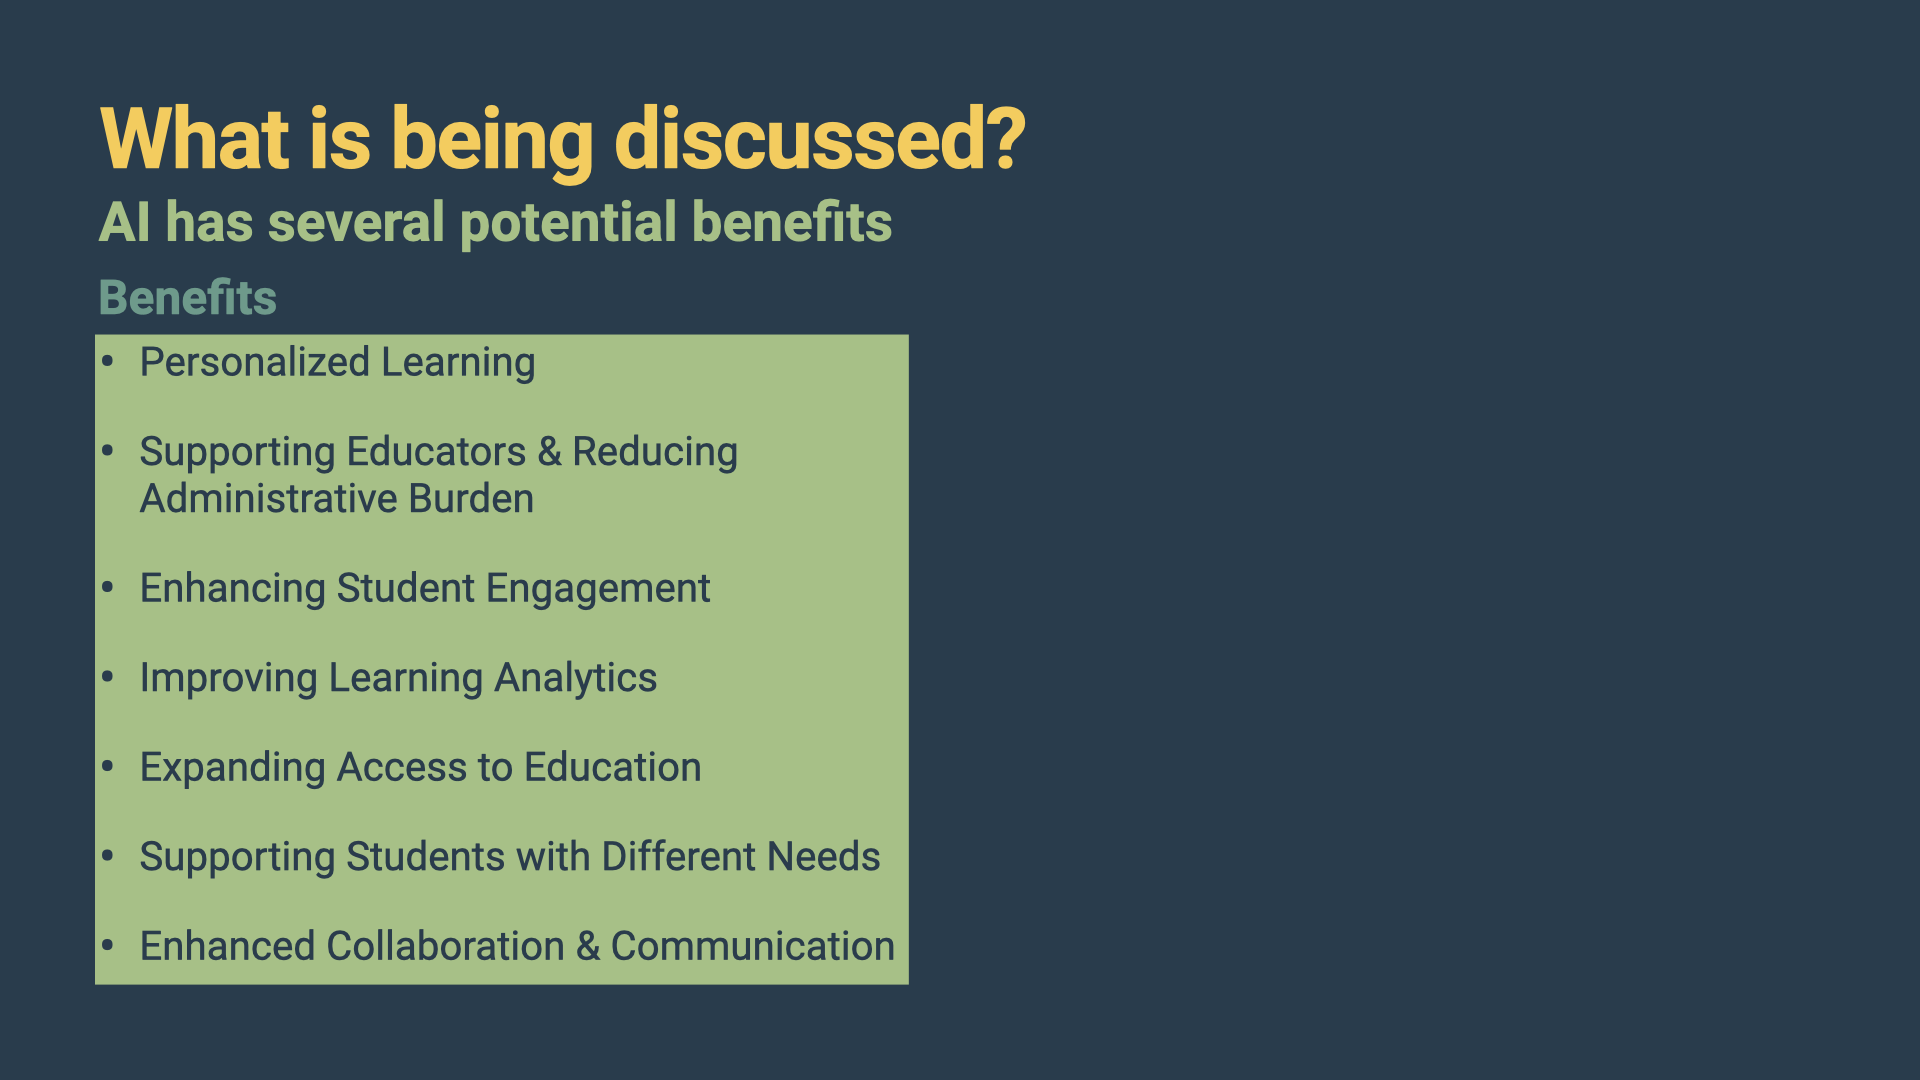 What is being discussed?
AI has several potential benefits
Benefits
• Personalized Learning
• Supporting Educators & Reducing
Administrative Burden
• Enhancing Student Engagement
• Improving Learning Analytics
• Expanding Access to Education
• Supporting Students with Different Needs
• Enhanced Collaboration & Communication